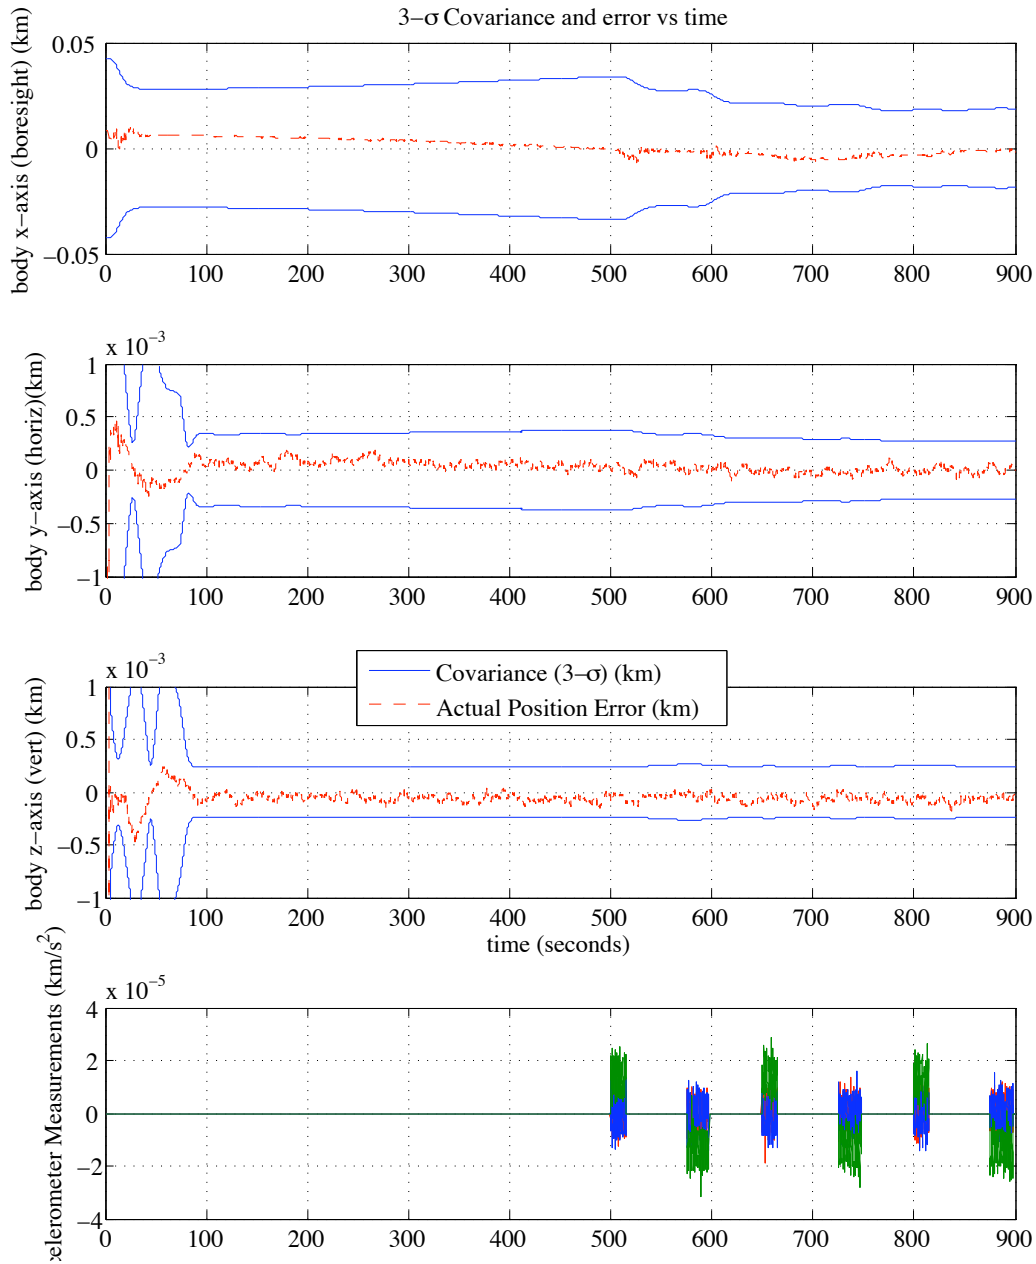 3–σ Covariance and error vs time
body x–axis (boresight) (km)
0.05
0
–0.05
0 100 200 300 400 500 600 700 800 900
x 10⁻³
body y–axis (horiz)(km)
1
0.5
0
–0.5
–1
0 100 200 300 400 500 600 700 800 900
x 10⁻³
body z–axis (vert) (km)
1
0.5
0
–0.5
–1
Covariance (3–σ) (km)
Actual Position Error (km)
0 100 200 300 400 500 600 700 800 900
time (seconds)
x 10⁻⁵
celerometer Measurements (km/s²)
4
2
0
–2
–4
0 100 200 300 400 500 600 700 800 900